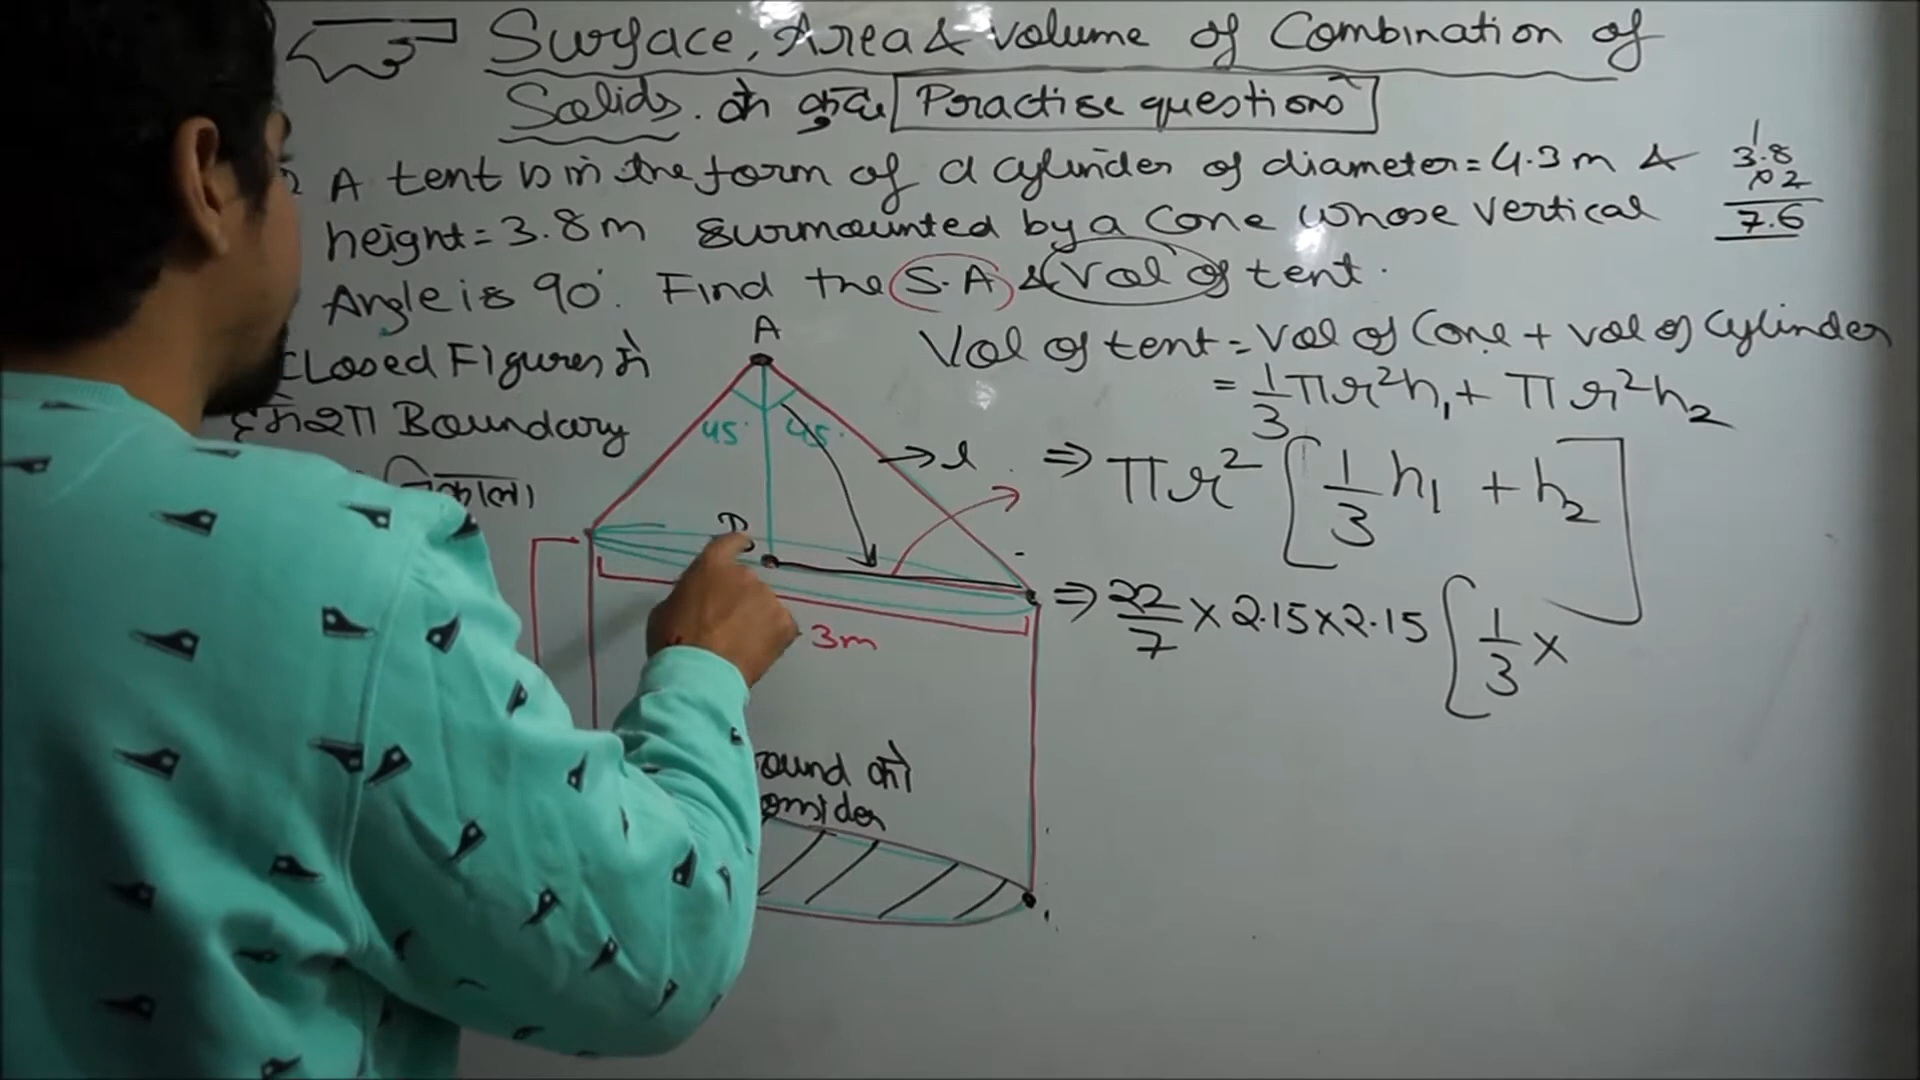 Surface, Area & volume of Combination of
Solids. के कुछ Practise questions
A tent is in the form of a cylinder of diameter = 4.3 m &
height = 3.8 m surmounted by a Cone whose vertical
Angle is 90°. Find the S.A & Vol of tent.
1
3.8
×2
7.6
Closed Figures में
हमेशा Boundary
A
45° 45°
→ l
D
3m
ound को
onsider
Vol of tent = Vol of Cone + Vol of Cylinder
= 1/3 πr²h₁ + πr²h₂
⇒ πr² [1/3 h₁ + h₂]
⇒ 22/7 × 2.15 × 2.15 [1/3 ×